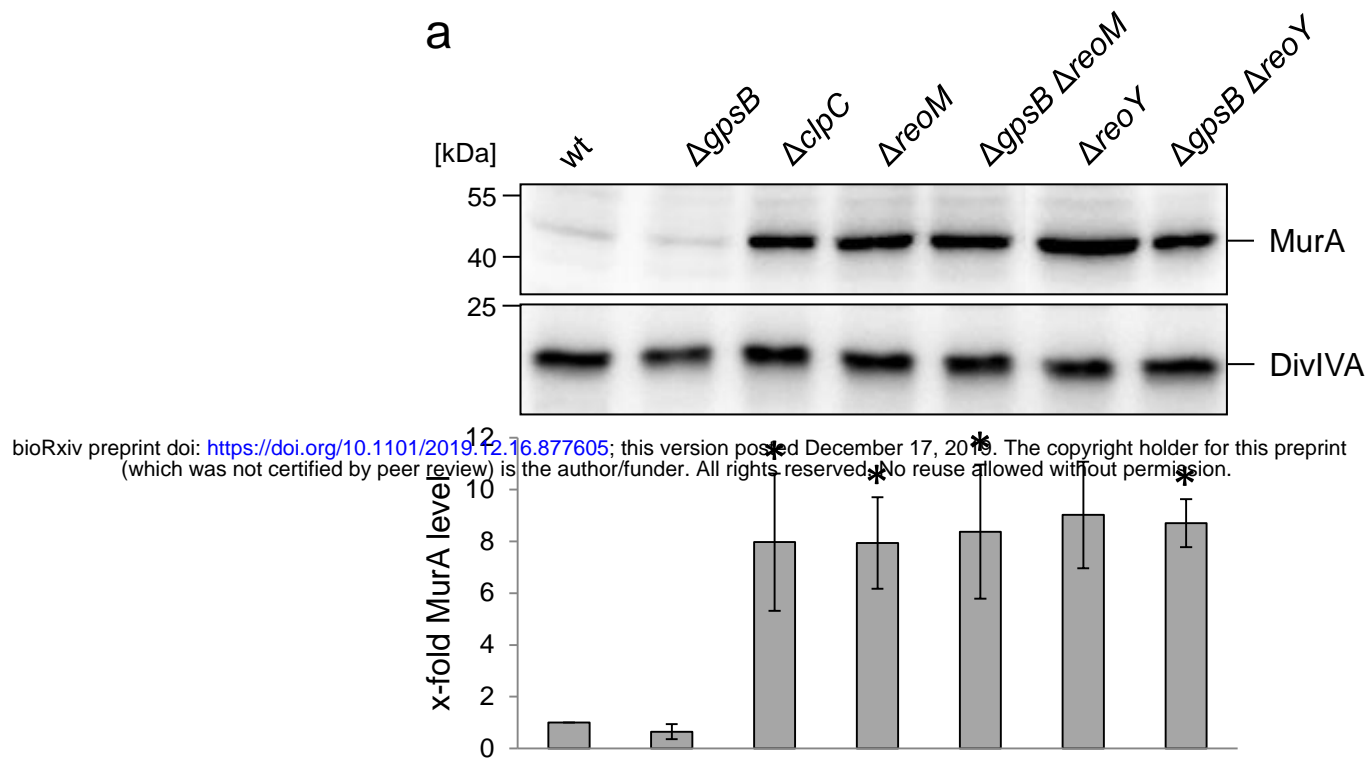 a
[kDa]
wt
ΔgpsB
ΔclpC
ΔreoM
ΔgpsB ΔreoM
ΔreoY
ΔgpsB ΔreoY
55
40
MurA
25
DivIVA
bioRxiv preprint doi: https://doi.org/10.1101/2019.12.16.877605; this version posted December 17, 2019. The copyright holder for this preprint
(which was not certified by peer review) is the author/funder. All rights reserved. No reuse allowed without permission.
x-fold MurA level
12
10
8
6
4
2
0
*
*
*
*